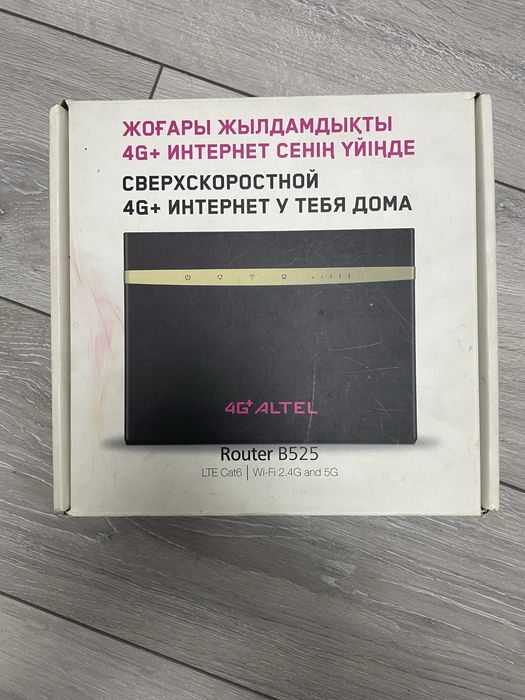 ЖОҒАРЫ ЖЫЛДАМДЫҚТЫ
4G+ ИНТЕРНЕТ СЕНІҢ ҮЙІҢДЕ
СВЕРХСКОРОСТНОЙ
4G+ ИНТЕРНЕТ У ТЕБЯ ДОМА
4G+ ALTEL
Router B525
LTE Cat6 | Wi-Fi 2.4G and 5G